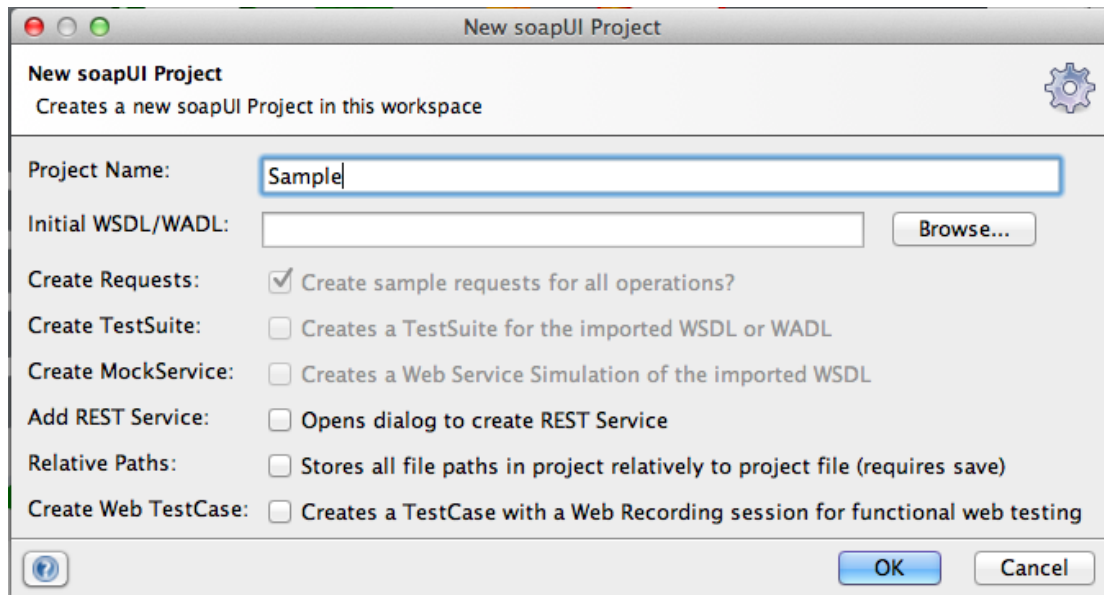 New soapUI Project
New soapUI Project
Creates a new soapUI Project in this workspace
Project Name: Sample
Initial WSDL/WADL: Browse...
Create Requests: Create sample requests for all operations?
Create TestSuite: Creates a TestSuite for the imported WSDL or WADL
Create MockService: Creates a Web Service Simulation of the imported WSDL
Add REST Service: Opens dialog to create REST Service
Relative Paths: Stores all file paths in project relatively to project file (requires save)
Create Web TestCase: Creates a TestCase with a Web Recording session for functional web testing
? OK Cancel